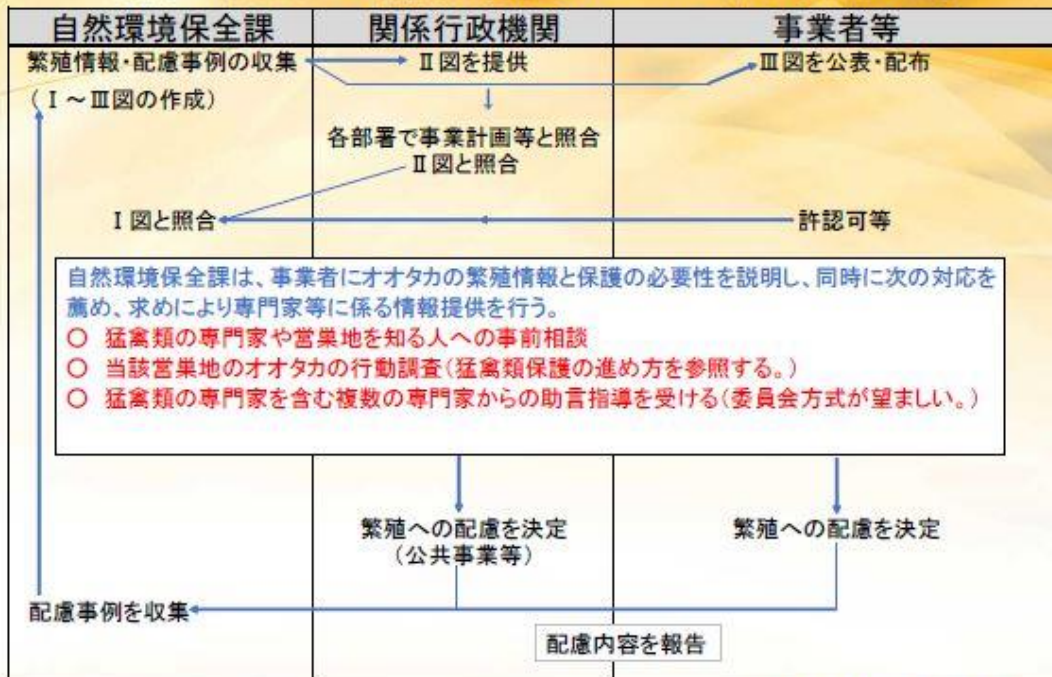 自然環境保全課
関係行政機関
事業者等
繁殖情報・配慮事例の収集
Ⅱ図を提供
Ⅲ図を公表・配布
(Ⅰ～Ⅲ図の作成)
各部署で事業計画等と照合
Ⅱ図と照合
Ⅰ図と照合
許認可等
自然環境保全課は、事業者にオオタカの繁殖情報と保護の必要性を説明し、同時に次の対応を
薦め、求めにより専門家等に係る情報提供を行う。
○ 猛禽類の専門家や営巣地を知る人への事前相談
○ 当該営巣地のオオタカの行動調査(猛禽類保護の進め方を参照する。)
○ 猛禽類の専門家を含む複数の専門家からの助言指導を受ける(委員会方式が望ましい。)
繁殖への配慮を決定
(公共事業等)
繁殖への配慮を決定
配慮事例を収集
配慮内容を報告